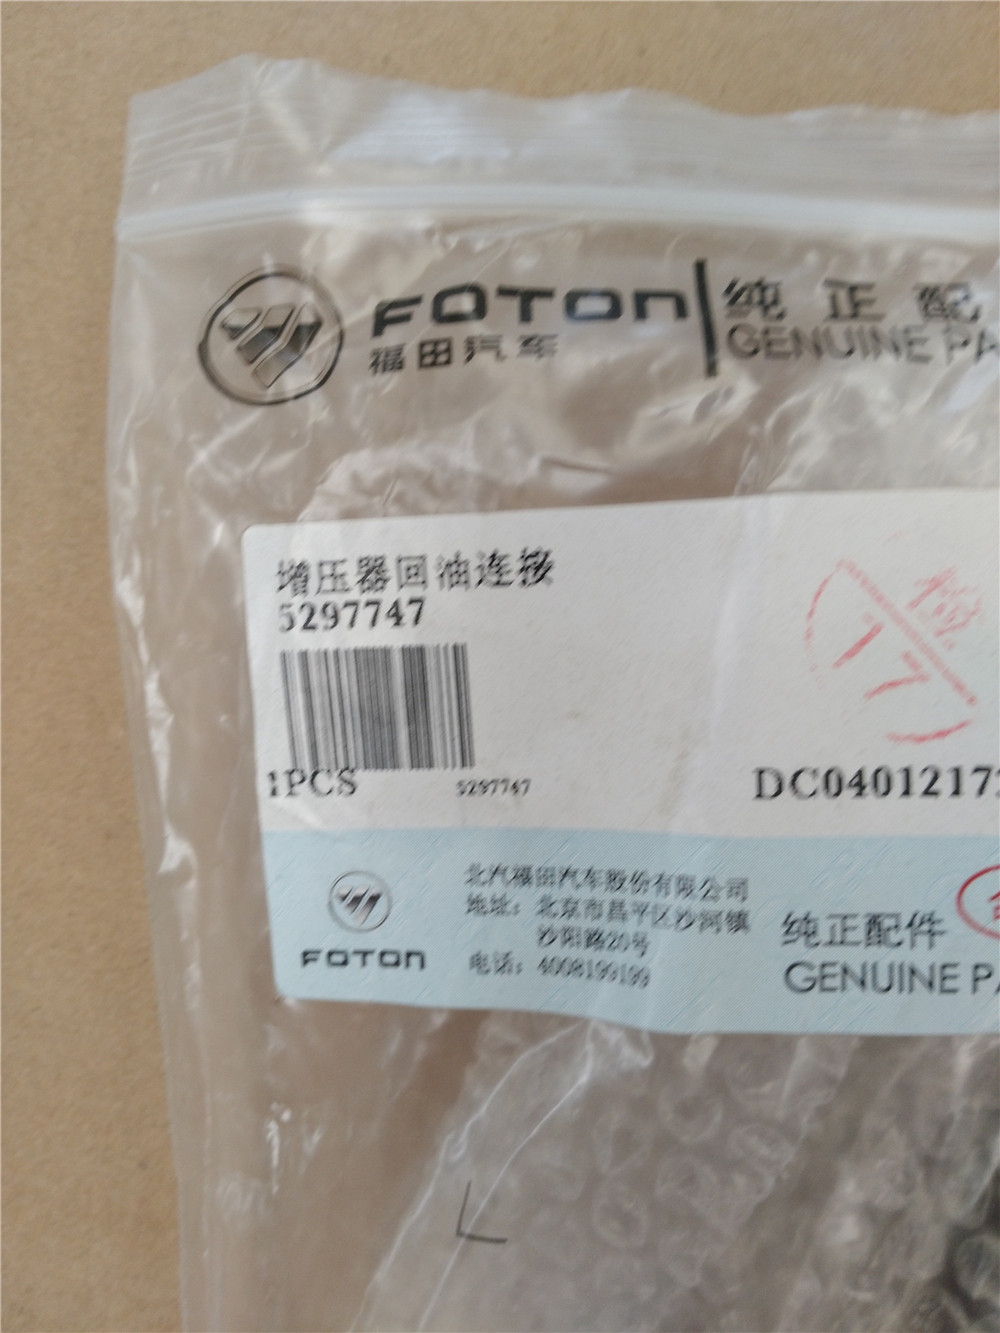 FOTON
福田汽车
纯正配
GENUINE PA
增压器回油连接
5297747
1PCS
5297747
DC04012172
检
17
FOTON
北汽福田汽车股份有限公司
地址：北京市昌平区沙河镇
沙阳路20号
电话：4008199199
纯正配件
GENUINE PA